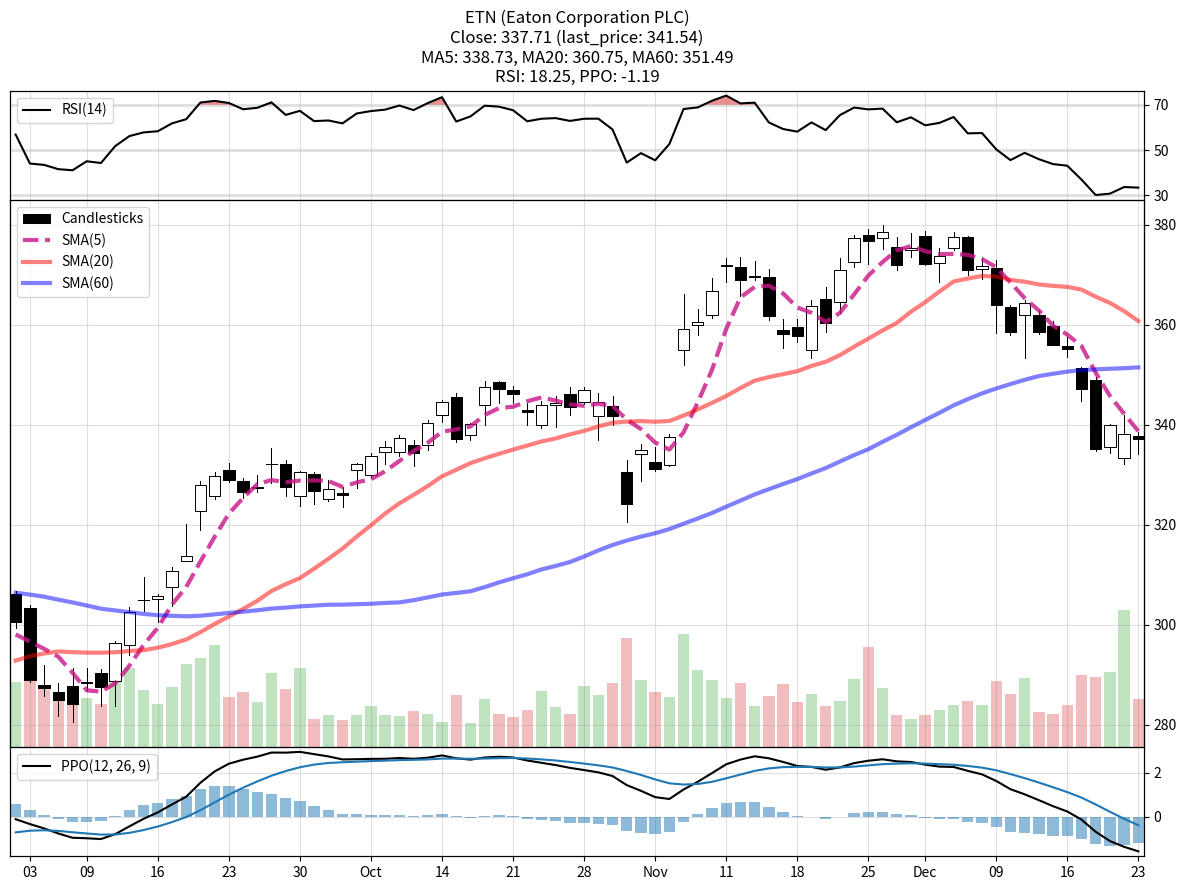 ETN (Eaton Corporation PLC)
Close: 337.71 (last_price: 341.54)
MA5: 338.73, MA20: 360.75, MA60: 351.49
RSI: 18.25, PPO: -1.19
RSI(14)
70
50
30
Candlesticks
SMA(5)
SMA(20)
SMA(60)
380
360
340
320
300
280
PPO(12, 26, 9)
2
0
03 09 16 23 30 Oct 14 21 28 Nov 11 18 25 Dec 09 16 23